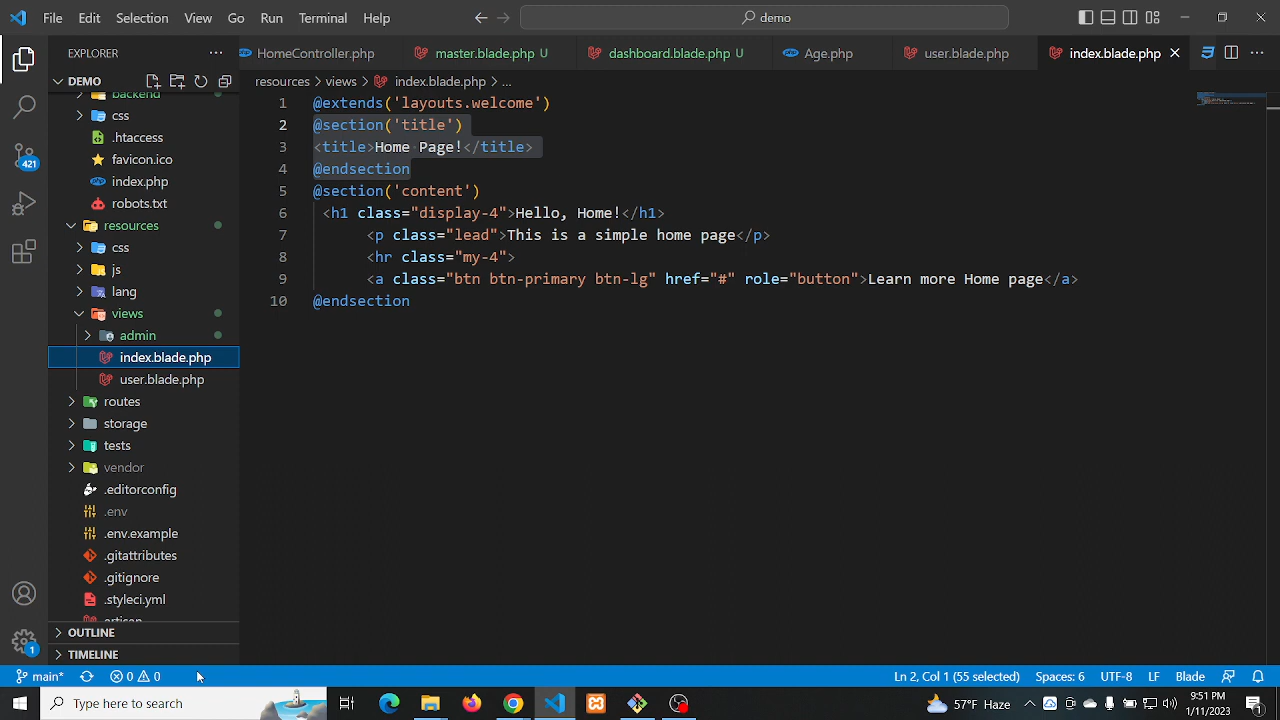 File Edit Selection View Go Run Terminal Help
demo
EXPLORER
HomeController.php
master.blade.php U
dashboard.blade.php U
Age.php
user.blade.php
index.blade.php
DEMO
resources > views > index.blade.php > ...
backend
css
.htaccess
favicon.ico
index.php
robots.txt
resources
css
js
lang
views
admin
index.blade.php
user.blade.php
routes
storage
tests
vendor
.editorconfig
.env
.env.example
.gitattributes
.gitignore
.styleci.yml
artisan
OUTLINE
TIMELINE
421
1
1 @extends('layouts.welcome')
2 @section('title')
3 <title>Home Page!</title>
4 @endsection
5 @section('content')
6 <h1 class="display-4">Hello, Home!</h1>
7 <p class="lead">This is a simple home page</p>
8 <hr class="my-4">
9 <a class="btn btn-primary btn-lg" href="#" role="button">Learn more Home page</a>
10 @endsection
main* 0 0
Ln 2, Col 1 (55 selected) Spaces: 6 UTF-8 LF Blade
Type here to search
57°F Haze
9:51 PM
1/11/2023
1